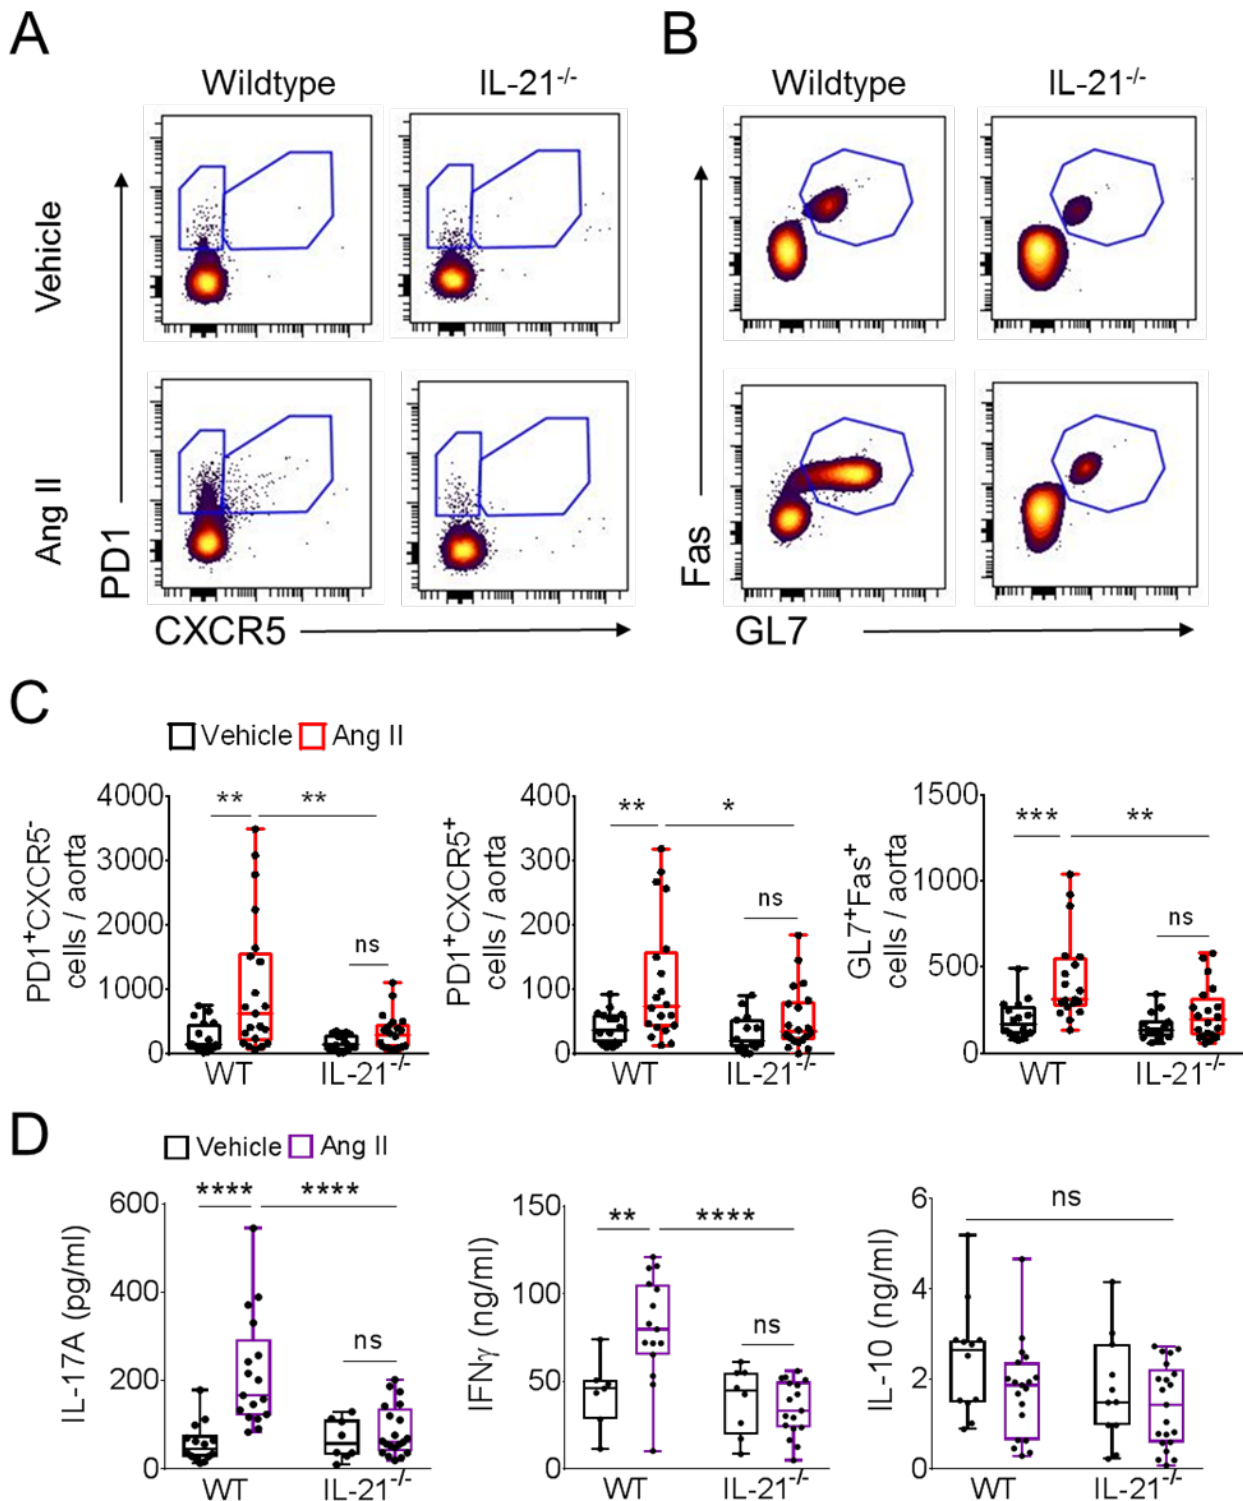 A
B
Wildtype IL-21-/-
Wildtype IL-21-/-
Vehicle
Ang II
PD1
CXCR5
Fas
GL7
C
Vehicle Ang II
PD1+CXCR5-
cells / aorta
4000
3000
2000
1000
0
** **
ns
WT IL-21-/-
PD1+CXCR5+
cells / aorta
400
300
200
100
0
** *
ns
WT IL-21-/-
GL7+Fas+
cells / aorta
1500
1000
500
0
*** **
ns
WT IL-21-/-
D
Vehicle Ang II
IL-17A (pg/ml)
600
400
200
0
**** ****
ns
WT IL-21-/-
IFNγ (ng/ml)
150
100
50
0
** ****
ns
WT IL-21-/-
IL-10 (ng/ml)
6
4
2
0
ns
WT IL-21-/-